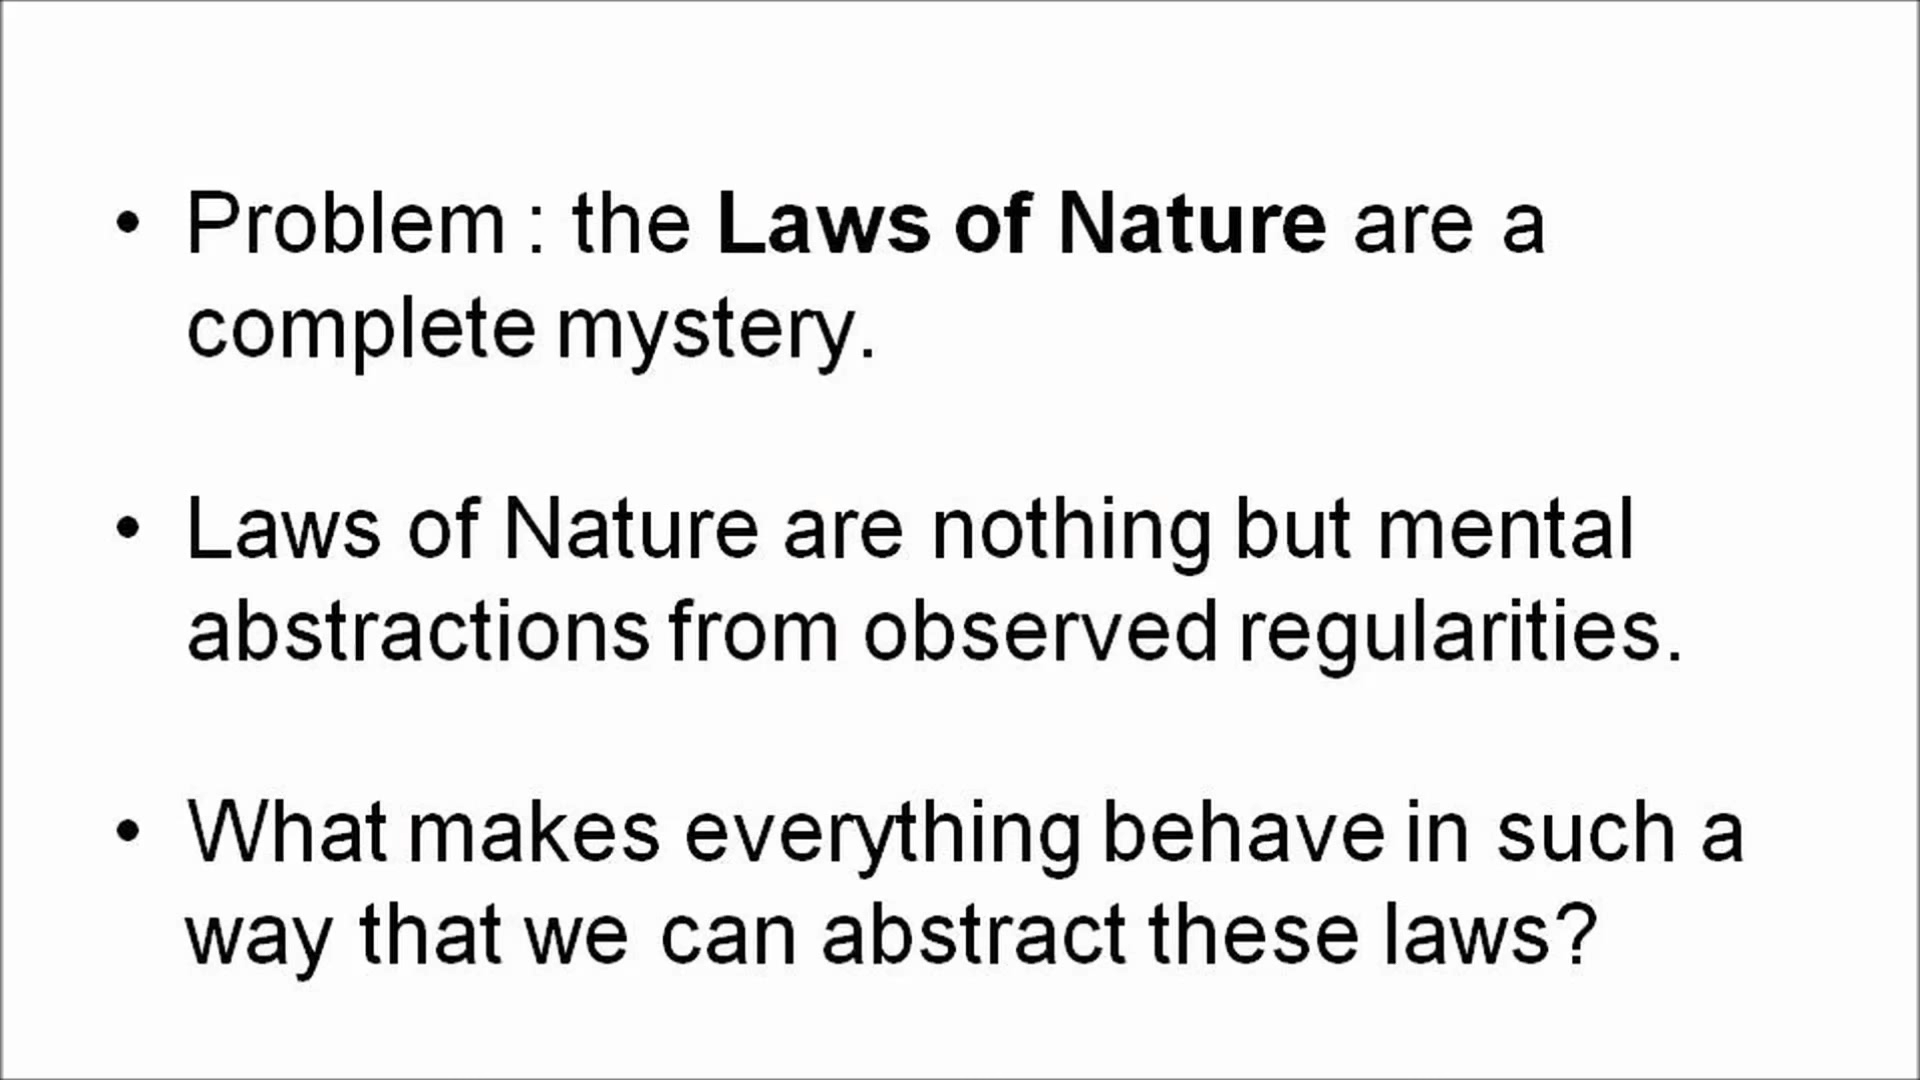 • Problem : the Laws of Nature are a
complete mystery.
• Laws of Nature are nothing but mental
abstractions from observed regularities.
• What makes everything behave in such a
way that we can abstract these laws?